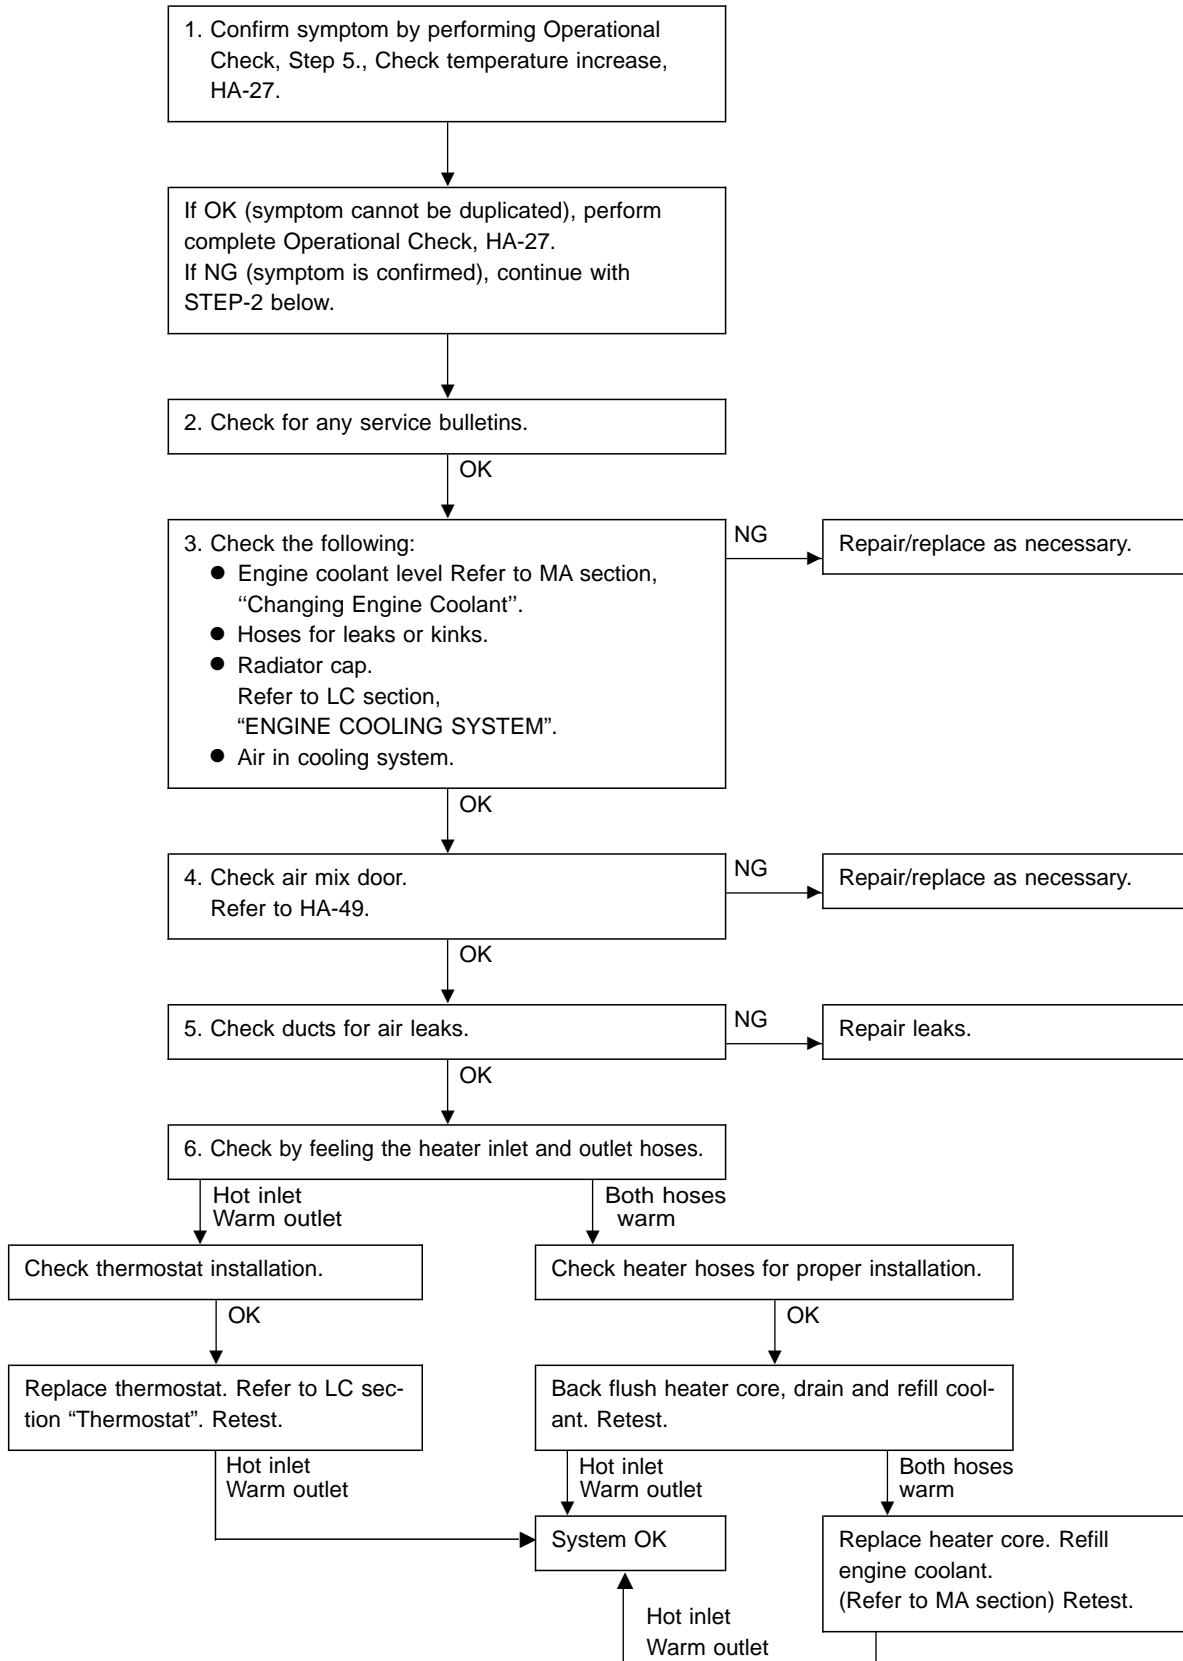 1. Confirm symptom by performing Operational
Check, Step 5., Check temperature increase,
HA-27.
If OK (symptom cannot be duplicated), perform
complete Operational Check, HA-27.
If NG (symptom is confirmed), continue with
STEP-2 below.
2. Check for any service bulletins.
OK
3. Check the following:
● Engine coolant level Refer to MA section,
‘‘Changing Engine Coolant’’.
● Hoses for leaks or kinks.
● Radiator cap.
Refer to LC section,
“ENGINE COOLING SYSTEM”.
● Air in cooling system.
NG
Repair/replace as necessary.
OK
4. Check air mix door.
Refer to HA-49.
NG
Repair/replace as necessary.
OK
5. Check ducts for air leaks.
NG
Repair leaks.
OK
6. Check by feeling the heater inlet and outlet hoses.
Hot inlet
Warm outlet
Both hoses
warm
Check thermostat installation.
Check heater hoses for proper installation.
OK
OK
Replace thermostat. Refer to LC sec-
tion “Thermostat”. Retest.
Back flush heater core, drain and refill cool-
ant. Retest.
Hot inlet
Warm outlet
Hot inlet
Warm outlet
Both hoses
warm
System OK
Replace heater core. Refill
engine coolant.
(Refer to MA section) Retest.
Hot inlet
Warm outlet